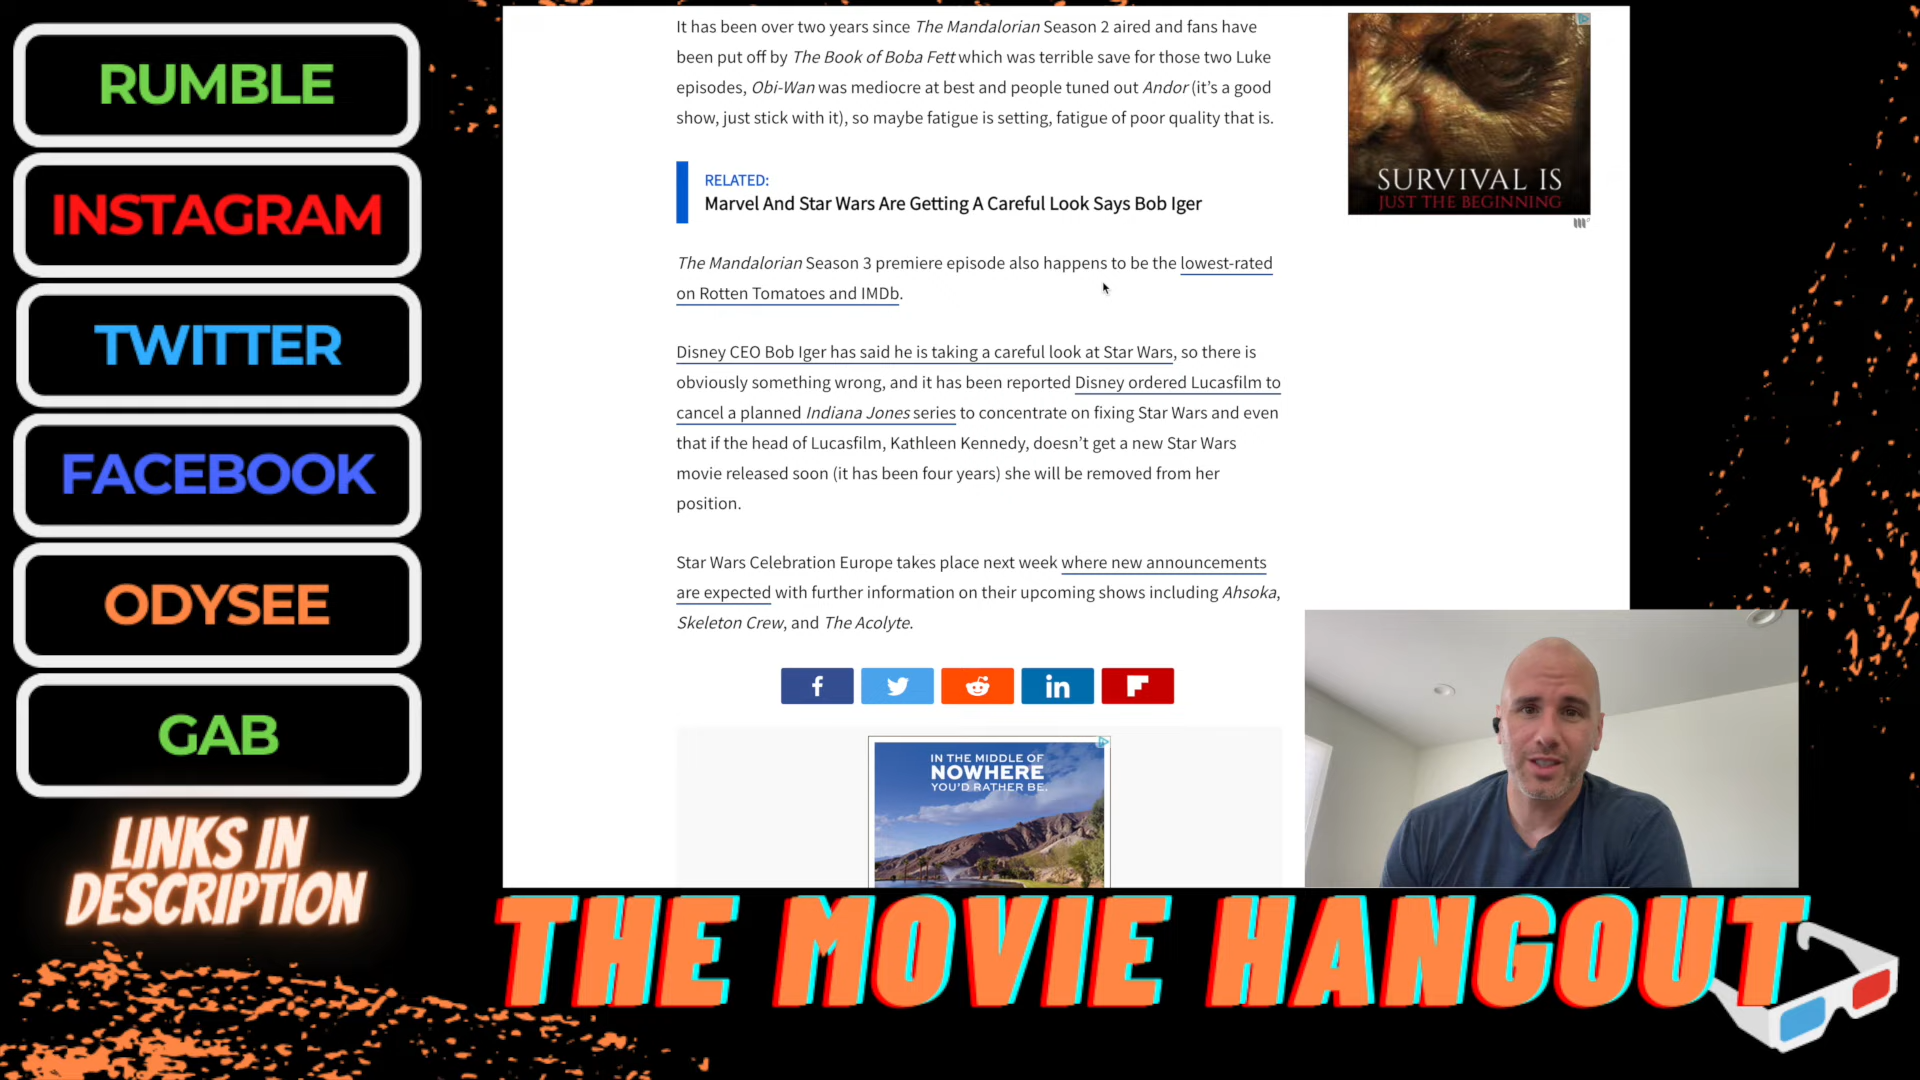 RUMBLE
INSTAGRAM
TWITTER
FACEBOOK
ODYSEE
GAB
LINKS IN
DESCRIPTION
It has been over two years since The Mandalorian Season 2 aired and fans have
been put off by The Book of Boba Fett which was terrible save for those two Luke
episodes, Obi-Wan was mediocre at best and people tuned out Andor (it's a good
show, just stick with it), so maybe fatigue is setting, fatigue of poor quality that is.
RELATED:
Marvel And Star Wars Are Getting A Careful Look Says Bob Iger
The Mandalorian Season 3 premiere episode also happens to be the lowest-rated
on Rotten Tomatoes and IMDb.
Disney CEO Bob Iger has said he is taking a careful look at Star Wars, so there is
obviously something wrong, and it has been reported Disney ordered Lucasfilm to
cancel a planned Indiana Jones series to concentrate on fixing Star Wars and even
that if the head of Lucasfilm, Kathleen Kennedy, doesn't get a new Star Wars
movie released soon (it has been four years) she will be removed from her
position.
Star Wars Celebration Europe takes place next week where new announcements
are expected with further information on their upcoming shows including Ahsoka,
Skeleton Crew, and The Acolyte.
f
in
IN THE MIDDLE OF
NOWHERE
YOU'D RATHER BE.
SURVIVAL IS
JUST THE BEGINNING
THE MOVIE HANGOUT